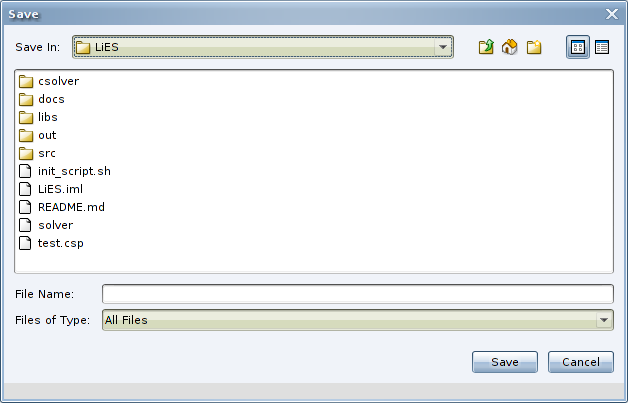 Save
Save In: LiES
csolver
docs
libs
out
src
init_script.sh
LiES.iml
README.md
solver
test.csp
File Name:
Files of Type: All Files
Save Cancel